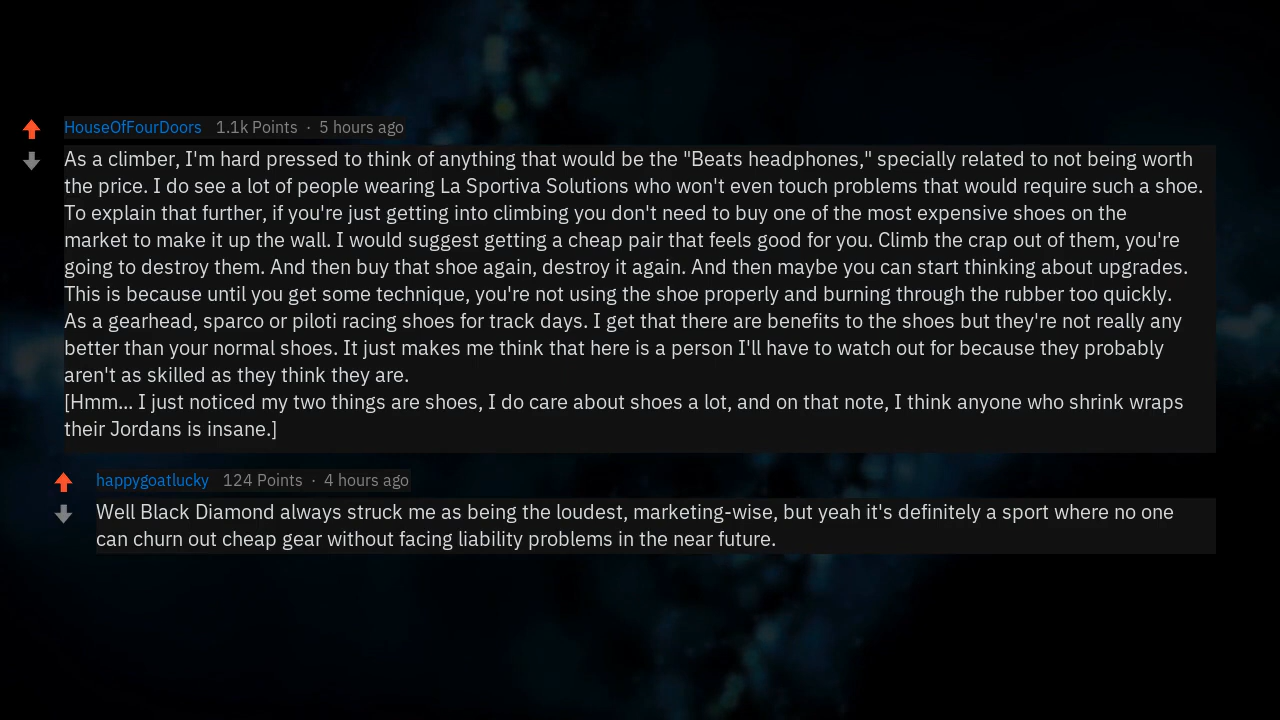 HouseOfFourDoors 1.1k Points · 5 hours ago
As a climber, I'm hard pressed to think of anything that would be the "Beats headphones," specially related to not being worth
the price. I do see a lot of people wearing La Sportiva Solutions who won't even touch problems that would require such a shoe.
To explain that further, if you're just getting into climbing you don't need to buy one of the most expensive shoes on the
market to make it up the wall. I would suggest getting a cheap pair that feels good for you. Climb the crap out of them, you're
going to destroy them. And then buy that shoe again, destroy it again. And then maybe you can start thinking about upgrades.
This is because until you get some technique, you're not using the shoe properly and burning through the rubber too quickly.
As a gearhead, sparco or piloti racing shoes for track days. I get that there are benefits to the shoes but they're not really any
better than your normal shoes. It just makes me think that here is a person I'll have to watch out for because they probably
aren't as skilled as they think they are.
[Hmm... I just noticed my two things are shoes, I do care about shoes a lot, and on that note, I think anyone who shrink wraps
their Jordans is insane.]
happygoatlucky 124 Points · 4 hours ago
Well Black Diamond always struck me as being the loudest, marketing-wise, but yeah it's definitely a sport where no one
can churn out cheap gear without facing liability problems in the near future.